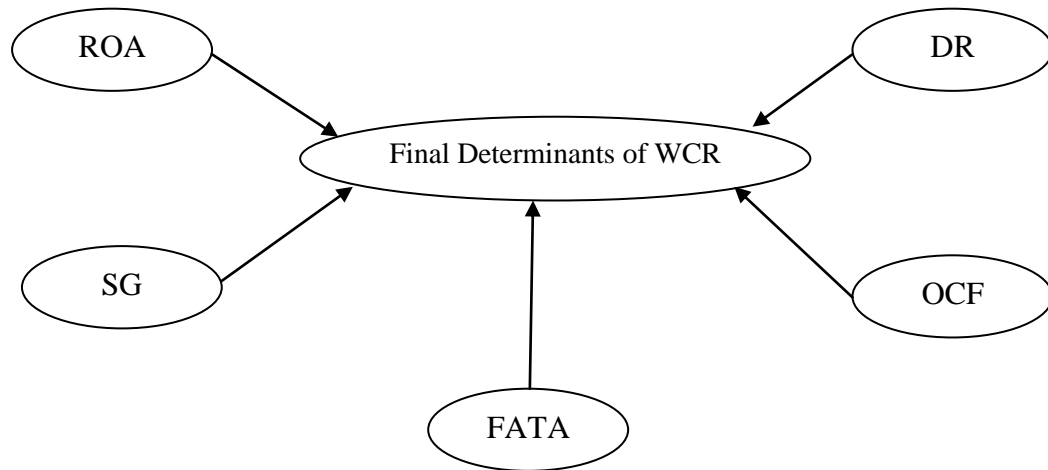 ROA
DR
Final Determinants of WCR
SG
OCF
FATA